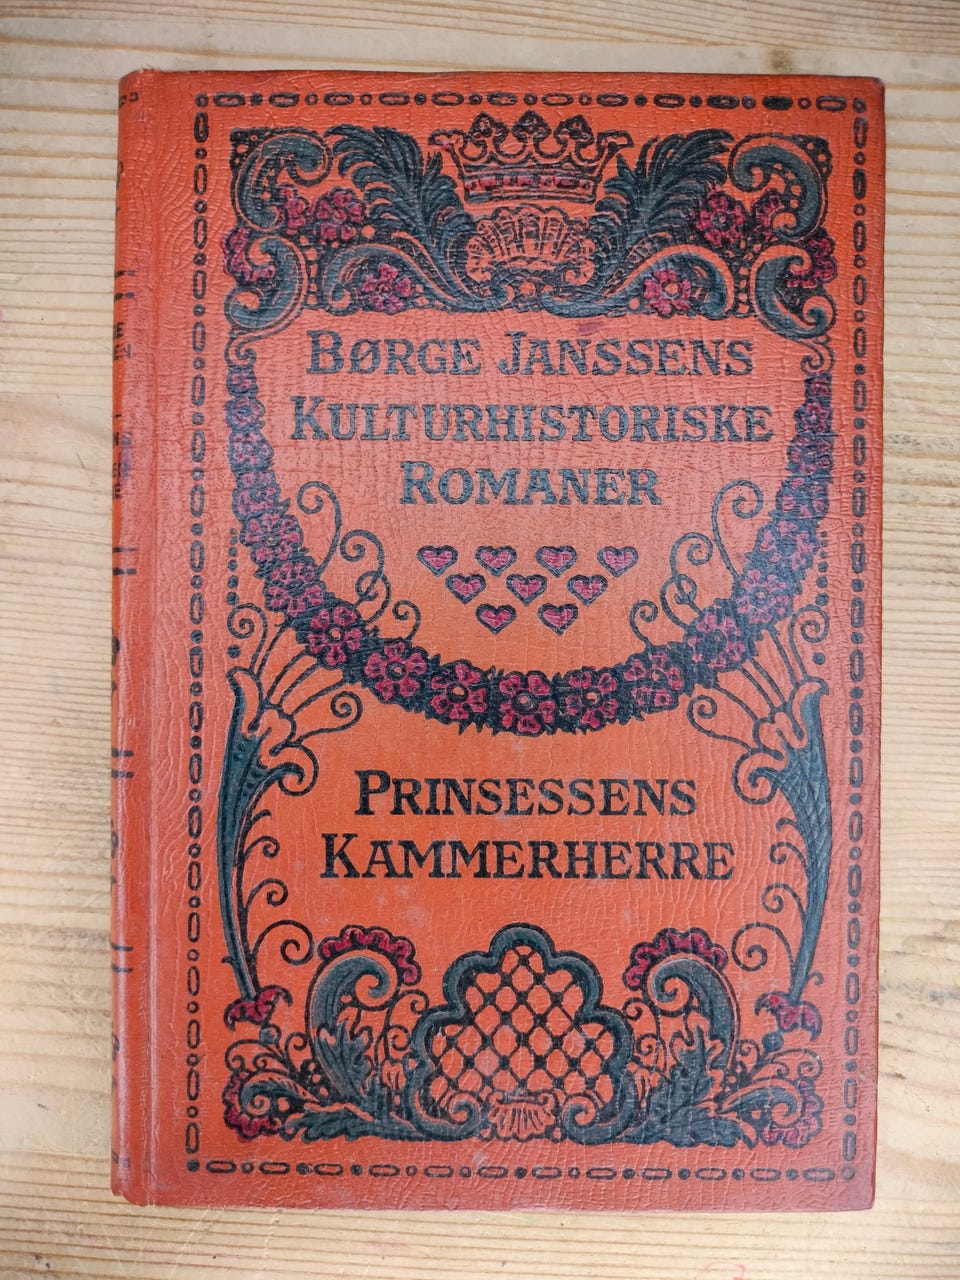 BØRGE JANSSENS
KULTURHISTORISKE
ROMANER
PRINSESSENS
KAMMERHERRE